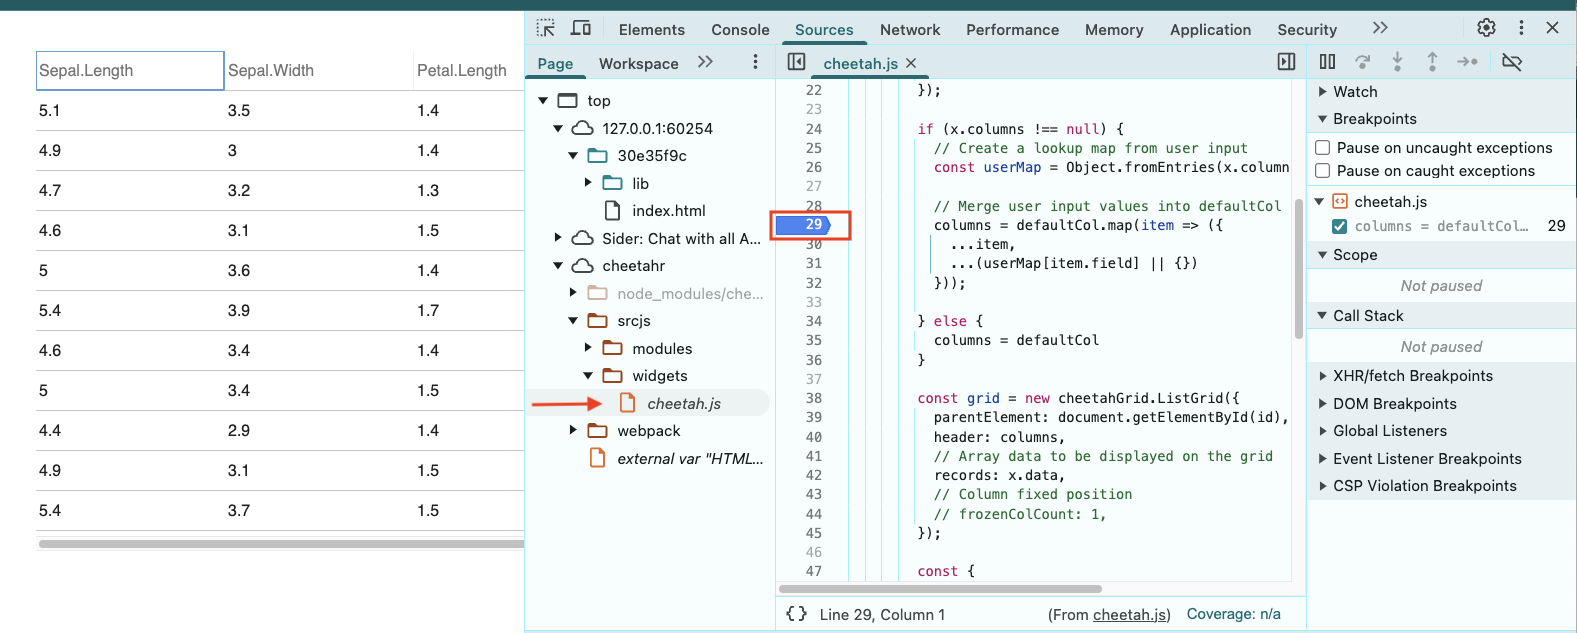 Sepal.Length Sepal.Width Petal.Length
5.1 3.5 1.4
4.9 3 1.4
4.7 3.2 1.3
4.6 3.1 1.5
5 3.6 1.4
5.4 3.9 1.7
4.6 3.4 1.4
5 3.4 1.5
4.4 2.9 1.4
4.9 3.1 1.5
5.4 3.7 1.5
Elements Console Sources Network Performance Memory Application Security
Page Workspace
top
127.0.0.1:60254
30e35f9c
lib
index.html
Sider: Chat with all A...
cheetahr
node_modules/che...
srcjs
modules
widgets
cheetah.js
webpack
external var "HTML...
cheetah.js
22 });
23
24 if (x.columns !== null) {
25 // Create a lookup map from user input
26 const userMap = Object.fromEntries(x.column
27
28 // Merge user input values into defaultCol
29 columns = defaultCol.map(item => ({
30 ...item,
31 ...(userMap[item.field] || {})
32 }));
33
34 } else {
35 columns = defaultCol
36 }
37
38 const grid = new cheetahGrid.ListGrid({
39 parentElement: document.getElementById(id),
40 header: columns,
41 // Array data to be displayed on the grid
42 records: x.data,
43 // Column fixed position
44 // frozenColCount: 1,
45 });
46
47 const {
{} Line 29, Column 1 (From cheetah.js) Coverage: n/a
Watch
Breakpoints
Pause on uncaught exceptions
Pause on caught exceptions
cheetah.js
columns = defaultCol... 29
Scope
Not paused
Call Stack
Not paused
XHR/fetch Breakpoints
DOM Breakpoints
Global Listeners
Event Listener Breakpoints
CSP Violation Breakpoints